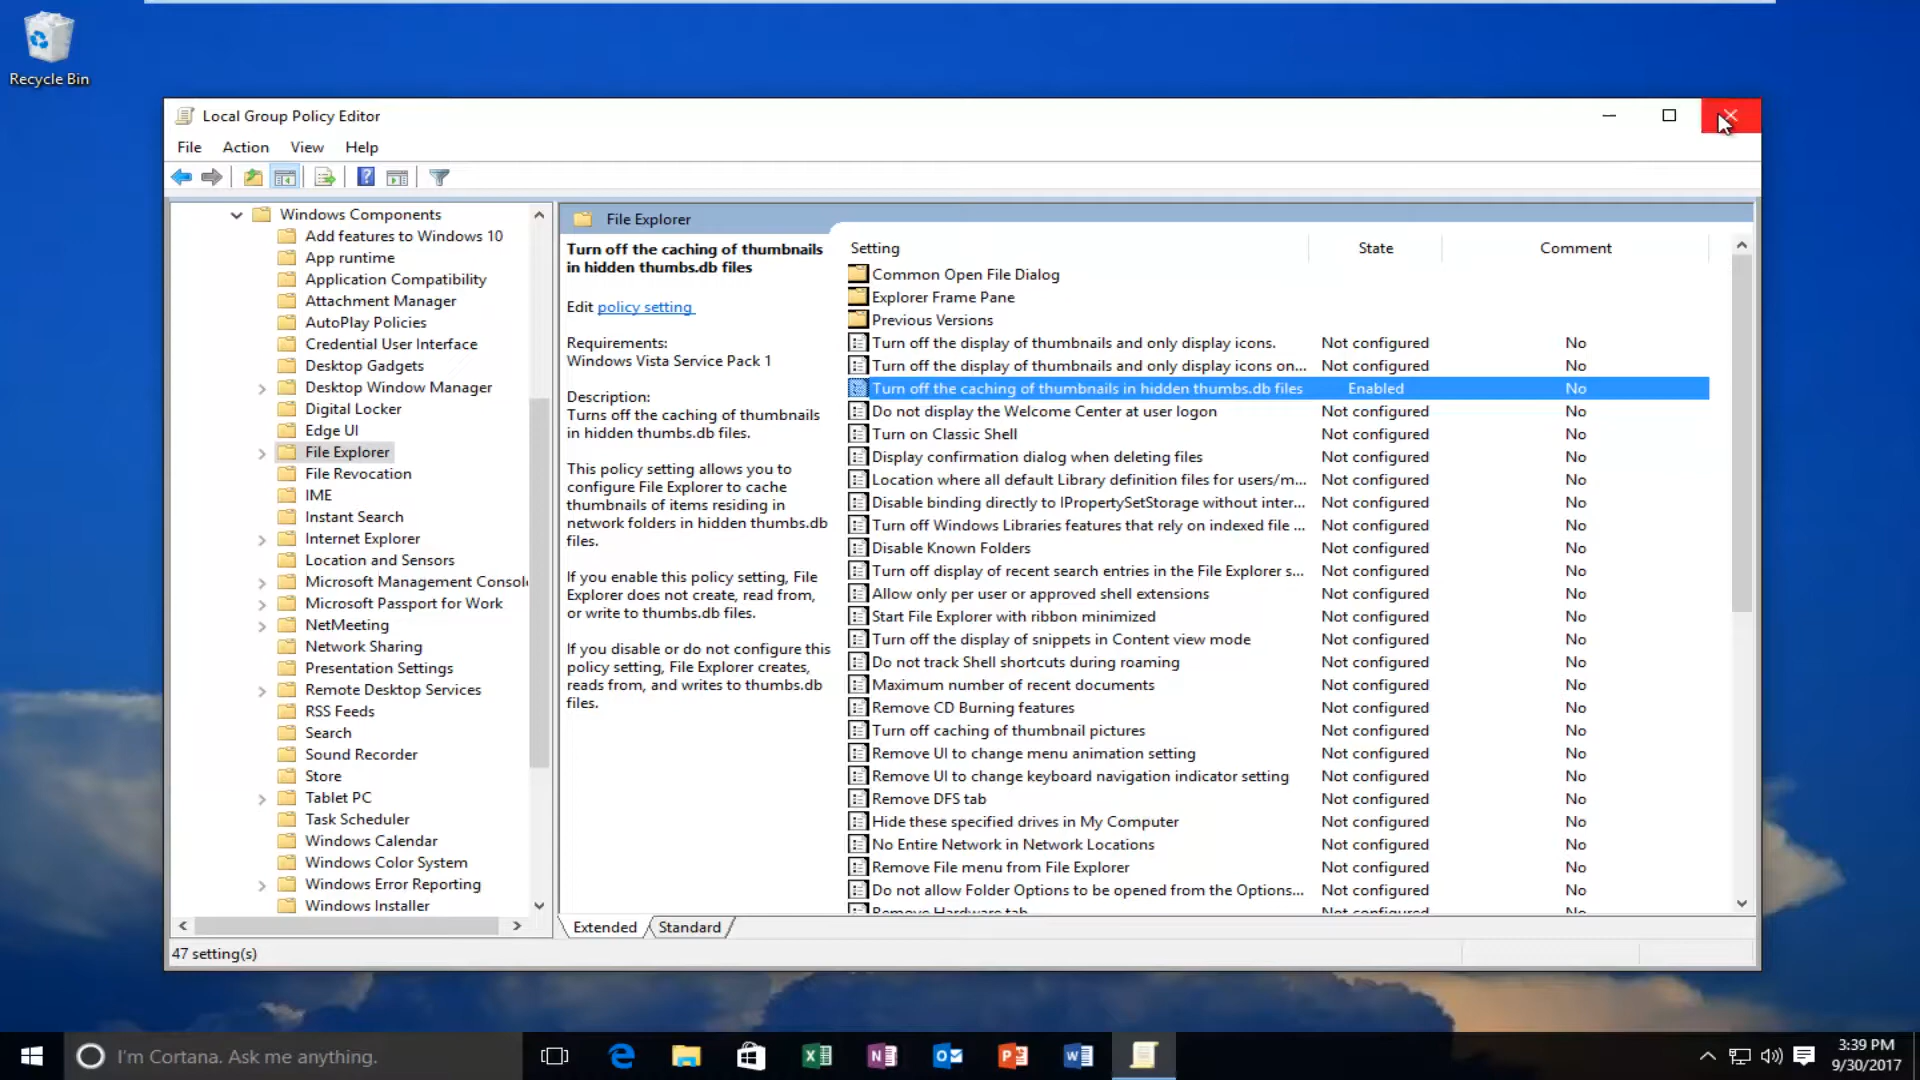 Recycle Bin
Local Group Policy Editor
File Action View Help
Windows Components
Add features to Windows 10
App runtime
Application Compatibility
Attachment Manager
AutoPlay Policies
Credential User Interface
Desktop Gadgets
Desktop Window Manager
Digital Locker
Edge UI
File Explorer
File Revocation
IME
Instant Search
Internet Explorer
Location and Sensors
Microsoft Management Consol
Microsoft Passport for Work
NetMeeting
Network Sharing
Presentation Settings
Remote Desktop Services
RSS Feeds
Search
Sound Recorder
Store
Tablet PC
Task Scheduler
Windows Calendar
Windows Color System
Windows Error Reporting
Windows Installer
File Explorer
Turn off the caching of thumbnails
in hidden thumbs.db files
Edit policy setting
Requirements:
Windows Vista Service Pack 1
Description:
Turns off the caching of thumbnails
in hidden thumbs.db files.
This policy setting allows you to
configure File Explorer to cache
thumbnails of items residing in
network folders in hidden thumbs.db
files.
If you enable this policy setting, File
Explorer does not create, read from,
or write to thumbs.db files.
If you disable or do not configure this
policy setting, File Explorer creates,
reads from, and writes to thumbs.db
files.
Setting State Comment
Common Open File Dialog
Explorer Frame Pane
Previous Versions
Turn off the display of thumbnails and only display icons. Not configured No
Turn off the display of thumbnails and only display icons on... Not configured No
Turn off the caching of thumbnails in hidden thumbs.db files Enabled No
Do not display the Welcome Center at user logon Not configured No
Turn on Classic Shell Not configured No
Display confirmation dialog when deleting files Not configured No
Location where all default Library definition files for users/m... Not configured No
Disable binding directly to IPropertySetStorage without inter... Not configured No
Turn off Windows Libraries features that rely on indexed file ... Not configured No
Disable Known Folders Not configured No
Turn off display of recent search entries in the File Explorer s... Not configured No
Allow only per user or approved shell extensions Not configured No
Start File Explorer with ribbon minimized Not configured No
Turn off the display of snippets in Content view mode Not configured No
Do not track Shell shortcuts during roaming Not configured No
Maximum number of recent documents Not configured No
Remove CD Burning features Not configured No
Turn off caching of thumbnail pictures Not configured No
Remove UI to change menu animation setting Not configured No
Remove UI to change keyboard navigation indicator setting Not configured No
Remove DFS tab Not configured No
Hide these specified drives in My Computer Not configured No
No Entire Network in Network Locations Not configured No
Remove File menu from File Explorer Not configured No
Do not allow Folder Options to be opened from the Options... Not configured No
Remove Hardware tab Not configured No
Extended Standard
47 setting(s)
I'm Cortana. Ask me anything.
3:39 PM
9/30/2017